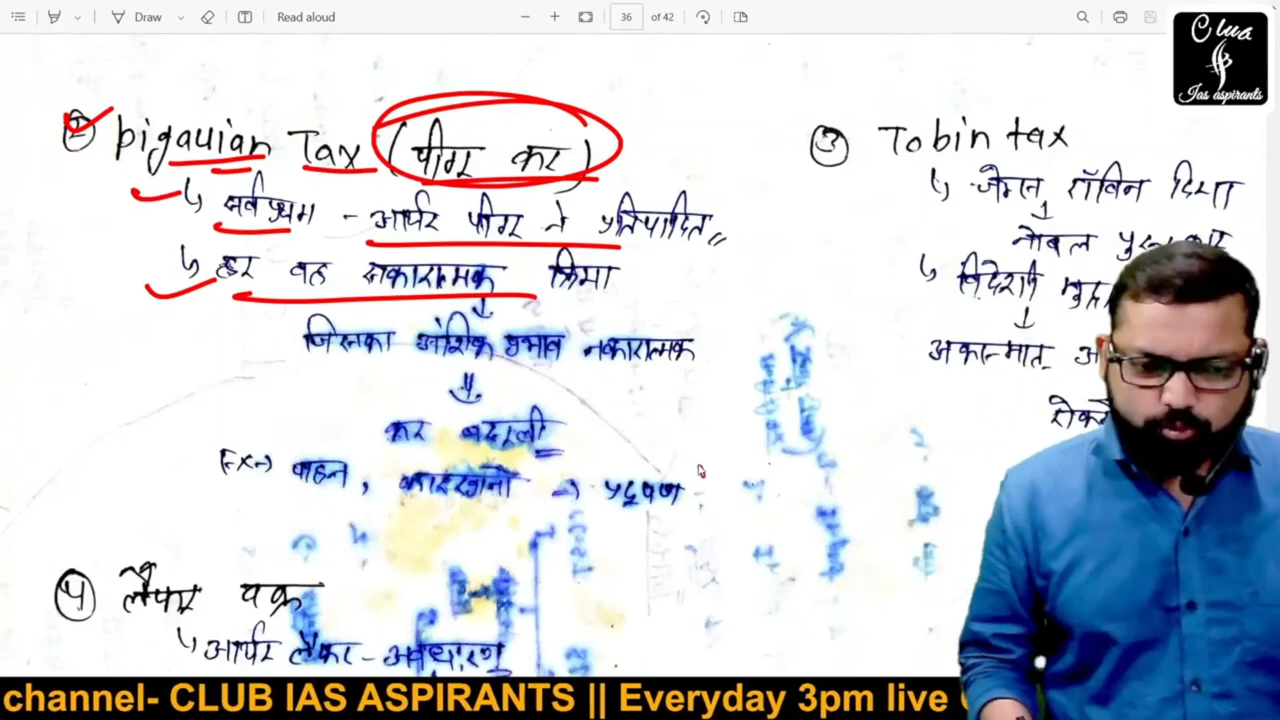 Draw
Read aloud
36
of 42
Club
Ias aspirants
② Pigauian Tax (पीगू कर)
↳ सर्वप्रथम - आर्थर पीगू ने प्रतिपादित"
↳ हर वह सकारात्मक क्रिया
↓
जिसका आंशिक प्रभाव नकारात्मक
⇓
कर वसूली
Ex→ वाहन, कारखानों → प्रदूषण
③ Tobin tax
↳ जेम्स टॉबिन दिया
↓
नोबल पुरस्कार
↳ विदेशी मुद्रा
↓
④ लैफर वक्र
↳ आर्थर लैफर - अवधारणा
channel- CLUB IAS ASPIRANTS || Everyday 3pm live